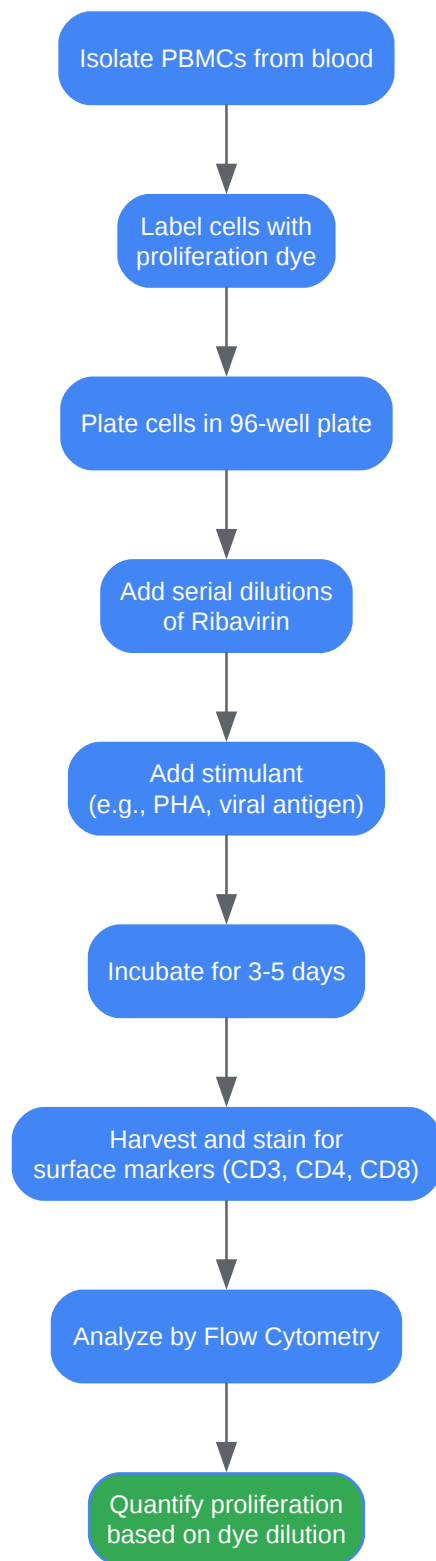 Isolate PBMCs from blood
Label cells with
proliferation dye
Plate cells in 96-well plate
Add serial dilutions
of Ribavirin
Add stimulant
(e.g., PHA, viral antigen)
Incubate for 3-5 days
Harvest and stain for
surface markers (CD3, CD4, CD8)
Analyze by Flow Cytometry
Quantify proliferation
based on dye dilution